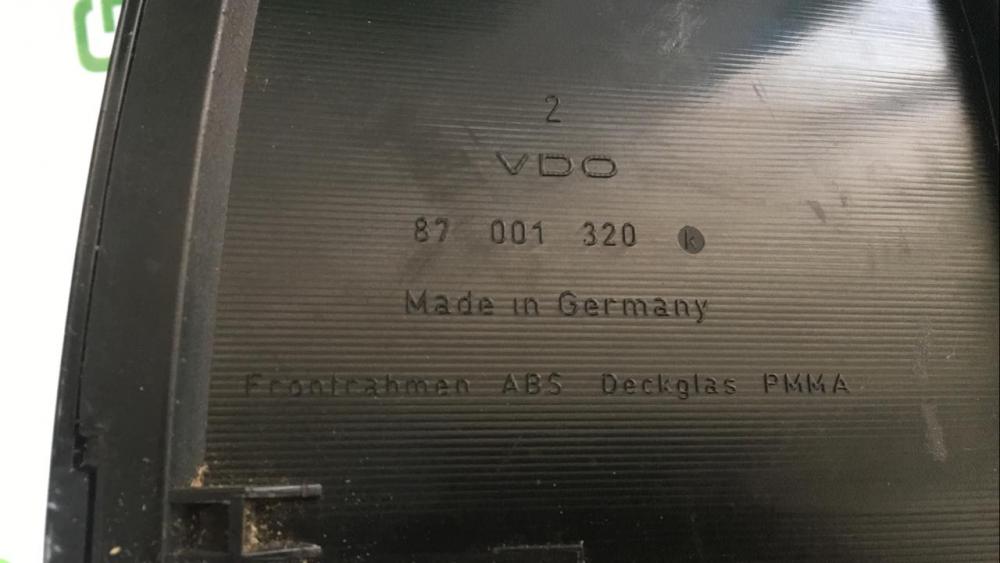 2
VDO
87 001 320 k
Made in Germany
Frontrahmen ABS Deckglas PMMA